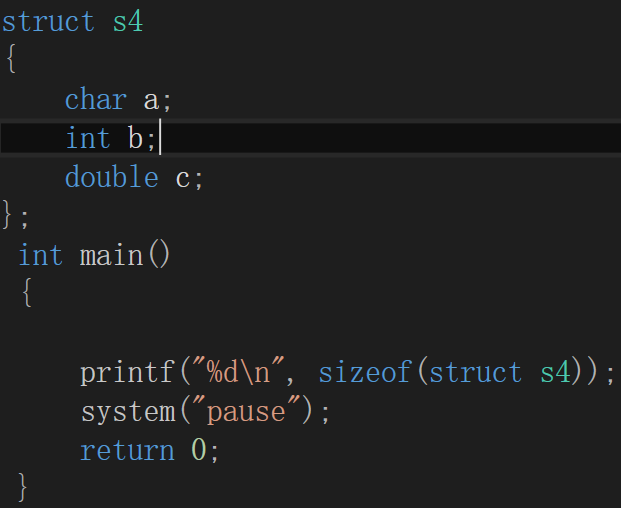 struct s4
{
    char a;
    int b;
    double c;
};
 int main()
 {
     printf("%d\n", sizeof(struct s4));
     system("pause");
     return 0;
 }